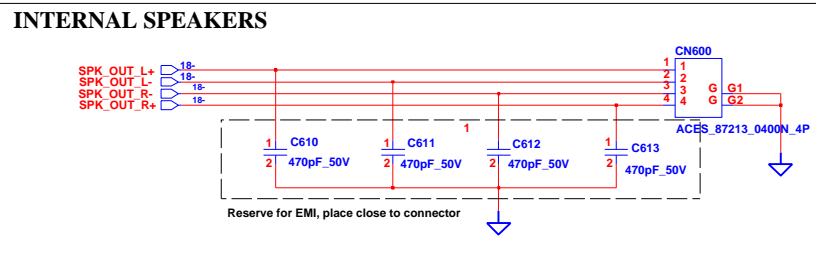 INTERNAL SPEAKERS
CN600
SPK_OUT_L+ 18- 1 1
SPK_OUT_L- 18- 2 2
SPK_OUT_R- 18- 3 3 G G1
SPK_OUT_R+ 18- 4 4 G G2
ACES_87213_0400N_4P
1
1 C610 1 C611 1 C612 1 C613
2 470pF_50V 2 470pF_50V 2 470pF_50V 2 470pF_50V
Reserve for EMI, place close to connector